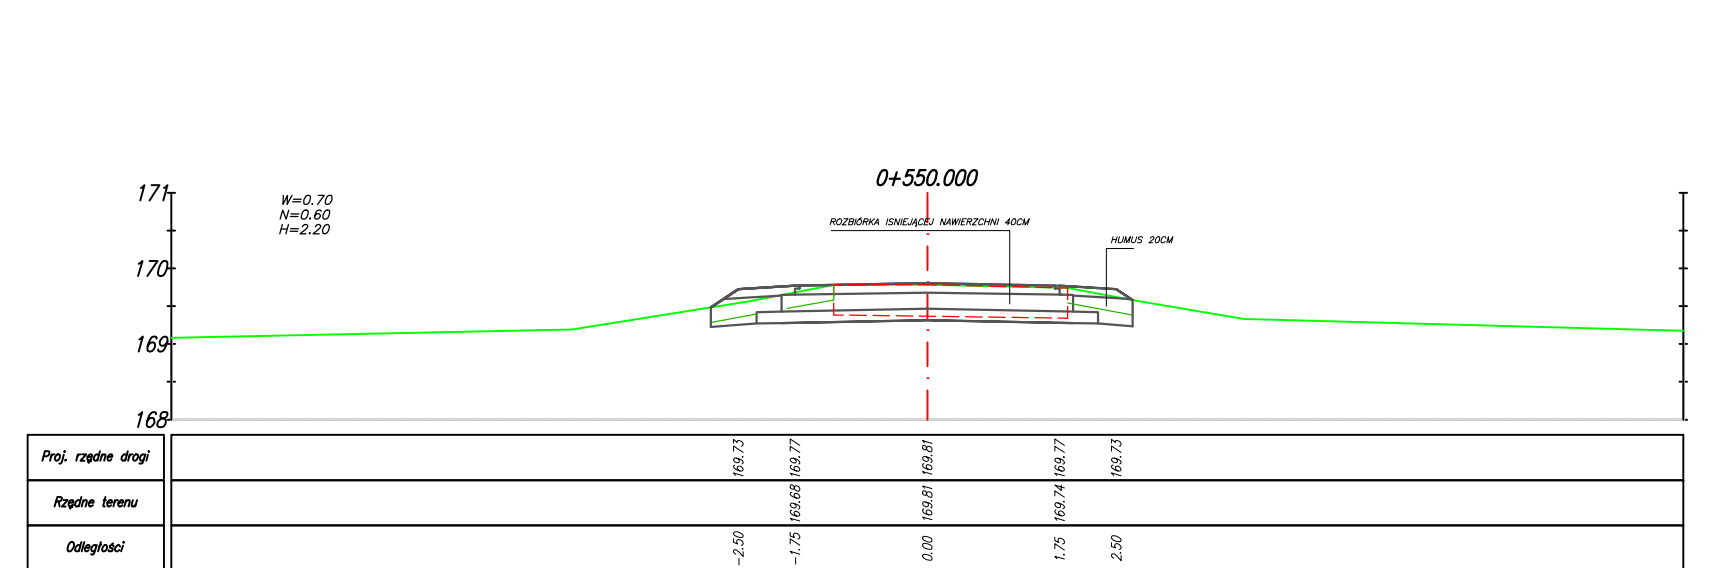 0+550.000
171
W=0.70
N=0.60
H=2.20
ROZBIÓRKA ISNIEJĄCEJ NAWIERZCHNI 40CM
HUMUS 20CM
170
169
168
Proj. rzędne drogi 169.73 169.77 169.81 169.77 169.73
Rzędne terenu 169.68 169.81 169.74
Odległości -2.50 -1.75 0.00 1.75 2.50